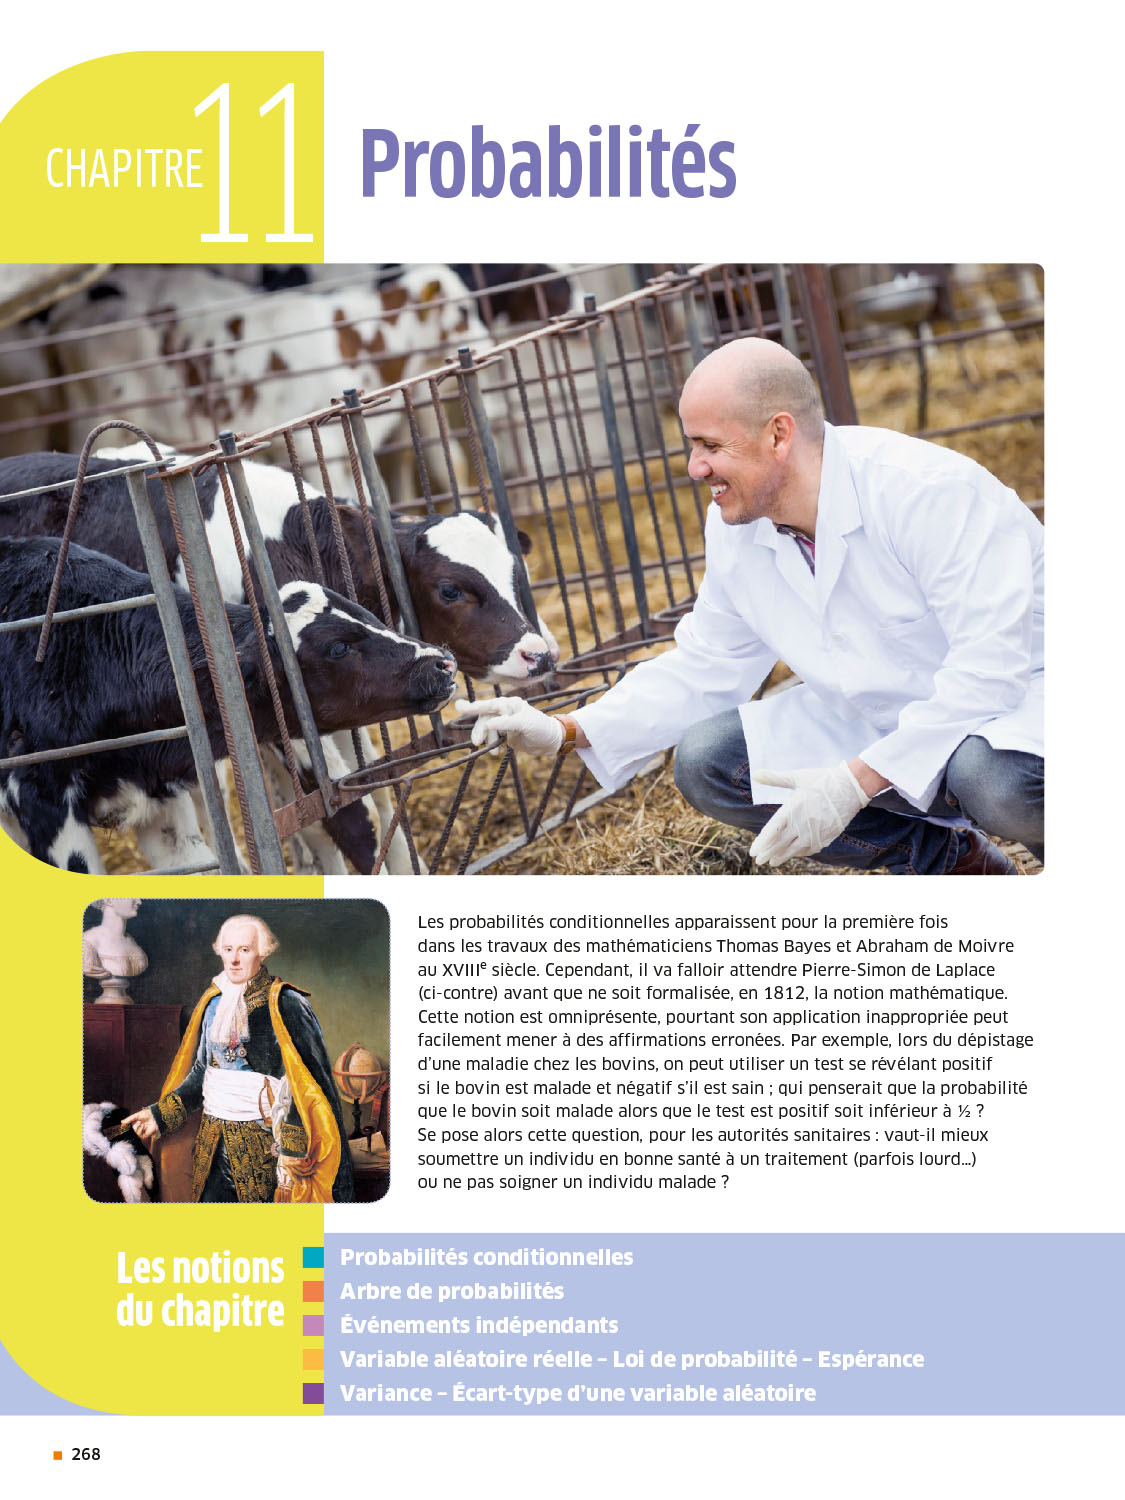 CHAPITRE 11
Probabilités
Les probabilités conditionnelles apparaissent pour la première fois
dans les travaux des mathématiciens Thomas Bayes et Abraham de Moivre
au XVIIIe siècle. Cependant, il va falloir attendre Pierre-Simon de Laplace
(ci-contre) avant que ne soit formalisée, en 1812, la notion mathématique.
Cette notion est omniprésente, pourtant son application inappropriée peut
facilement mener à des affirmations erronées. Par exemple, lors du dépistage
d’une maladie chez les bovins, on peut utiliser un test se révélant positif
si le bovin est malade et négatif s’il est sain ; qui penserait que la probabilité
que le bovin soit malade alors que le test est positif soit inférieur à ½ ?
Se pose alors cette question, pour les autorités sanitaires : vaut-il mieux
soumettre un individu en bonne santé à un traitement (parfois lourd…)
ou ne pas soigner un individu malade ?
Les notions
du chapitre
Probabilités conditionnelles
Arbre de probabilités
Événements indépendants
Variable aléatoire réelle – Loi de probabilité – Espérance
Variance – Écart-type d’une variable aléatoire
268